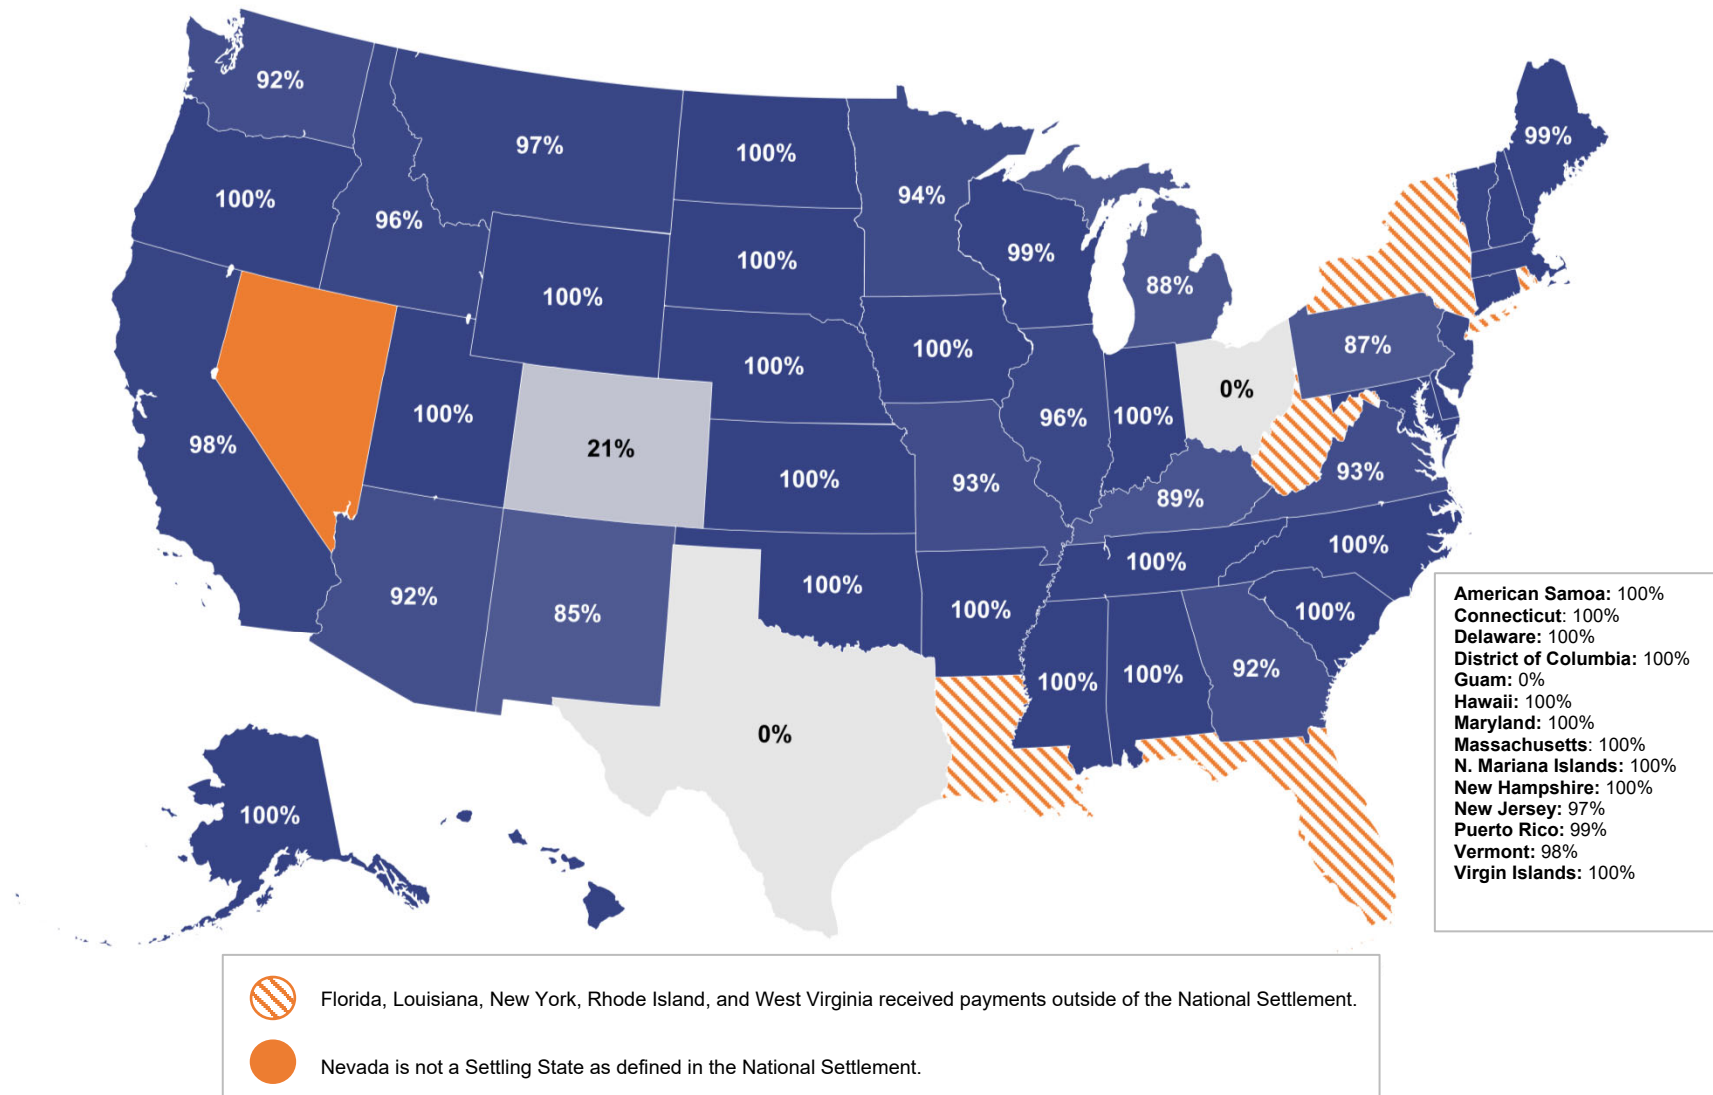 92%
97%
100%
99%
100%
94%
100%
96%
100%
99%
88%
100%
87%
100%
100%
0%
100%
98%
21%
96%
100%
93%
100%
93%
89%
100%
100%
92%
85%
100%
100%
100%
100%
100%
92%
0%
100%
American Samoa: 100%
Connecticut: 100%
Delaware: 100%
District of Columbia: 100%
Guam: 0%
Hawaii: 100%
Maryland: 100%
Massachusetts: 100%
N. Mariana Islands: 100%
New Hampshire: 100%
New Jersey: 97%
Puerto Rico: 99%
Vermont: 98%
Virgin Islands: 100%
Florida, Louisiana, New York, Rhode Island, and West Virginia received payments outside of the National Settlement.
Nevada is not a Settling State as defined in the National Settlement.